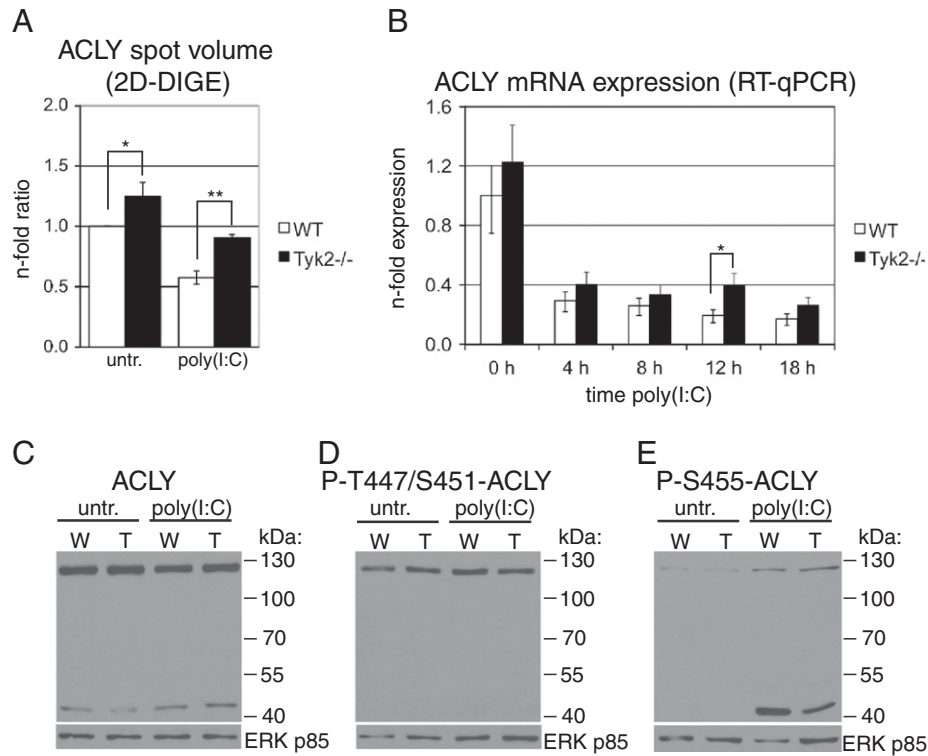 A
ACLY spot volume
(2D-DIGE)
n-fold ratio
2.0
1.5
1.0
0.5
0.0
*
**
untr.
poly(I:C)
WT
Tyk2-/-
B
ACLY mRNA expression (RT-qPCR)
n-fold expression
1.6
1.2
0.8
0.4
0.0
*
0 h 4 h 8 h 12 h 18 h
time poly(I:C)
WT
Tyk2-/-
C
ACLY
untr. poly(I:C)
W T W T
kDa:
130
100
70
55
40
ERK p85
D
P-T447/S451-ACLY
untr. poly(I:C)
W T W T
kDa:
130
100
70
55
40
ERK p85
E
P-S455-ACLY
untr. poly(I:C)
W T W T
kDa:
130
100
70
55
40
ERK p85